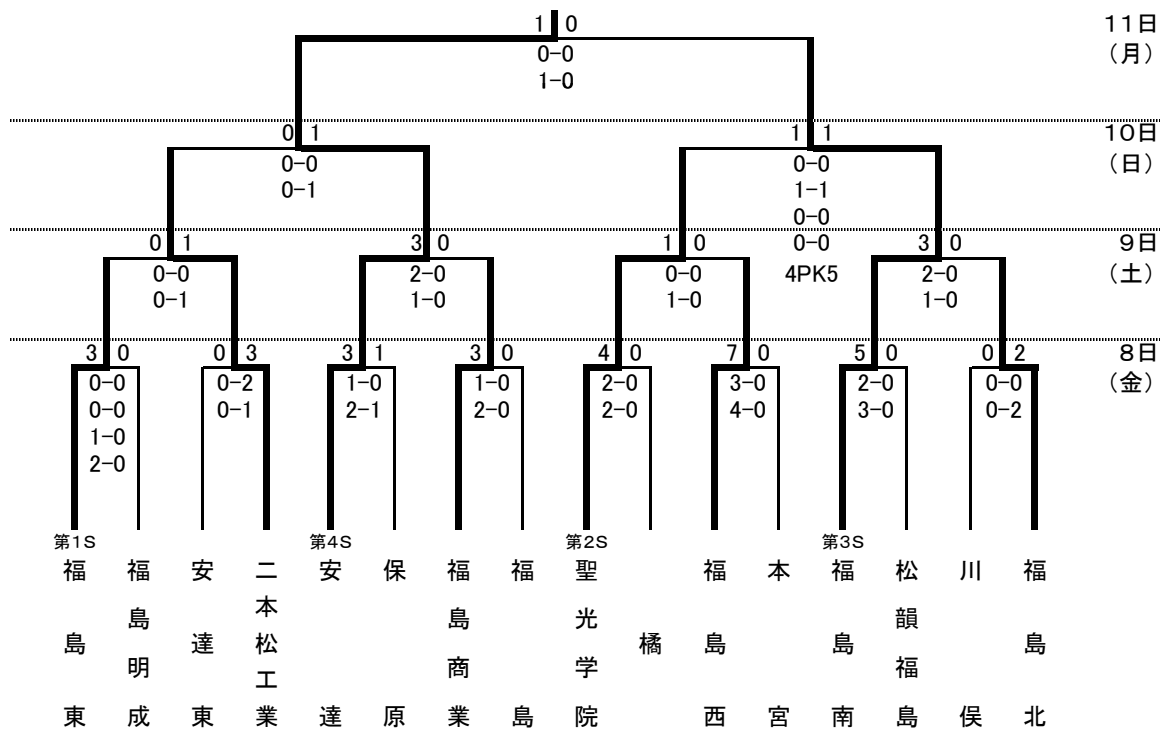 1 0 11日
0-0 (月)
1-0
0 1 1 1 10日
0-0 0-0 (日)
0-1 1-1
0-0
0 1 3 0 1 0 0-0 3 0 9日
0-0 2-0 0-0 4PK5 2-0 (土)
0-1 1-0 1-0 1-0
3 0 0 3 3 1 3 0 4 0 7 0 5 0 0 2 8日
0-0 0-2 1-0 1-0 2-0 3-0 2-0 0-0 (金)
0-0 0-1 2-1 2-0 2-0 4-0 3-0 0-2
1-0
2-0
第1S 第4S 第2S 第3S
福島東
福島明成
安達東
二本松工業
安達
保原
福島商業
福島
聖光学院
橘
福島西
本宮
福島南
松韻福島
川俣
福島北